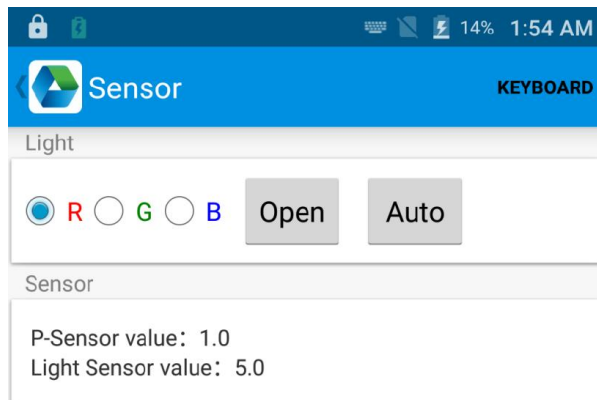 14% 1:54 AM
Sensor KEYBOARD
Light
R G B Open Auto
Sensor
P-Sensor value：1.0
Light Sensor value：5.0